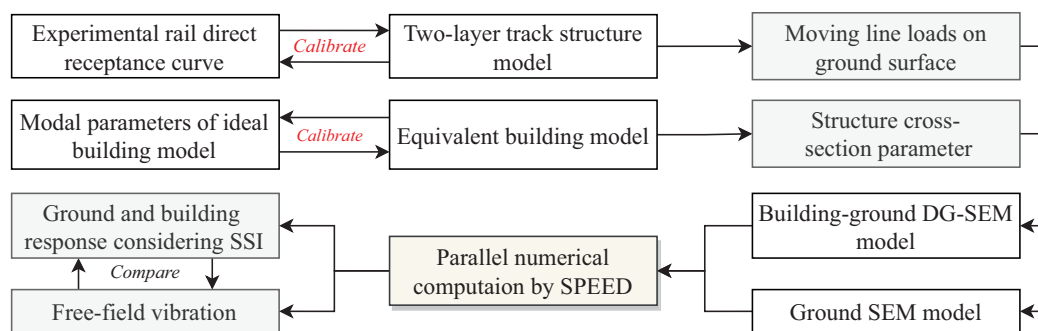 Experimental rail direct
receptance curve
Calibrate
Two-layer track structure
model
Moving line loads on
ground surface
Modal parameters of ideal
building model
Calibrate
Equivalent building model
Structure cross-
section parameter
Ground and building
response considering SSI
Compare
Free-field vibration
Parallel numerical
computaion by SPEED
Building-ground DG-SEM
model
Ground SEM model